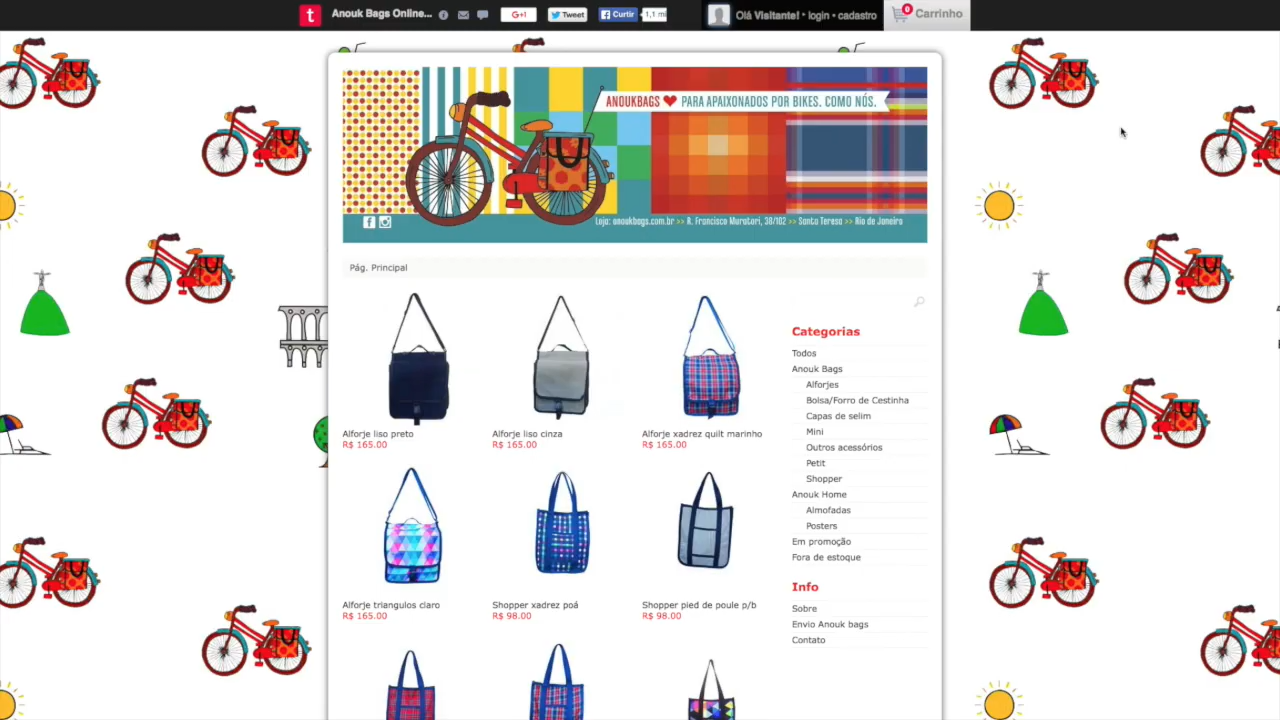 t Anouk Bags Online... G+1 Tweet Curtir 1,1 mi Olá Visitante! • login • cadastro 0 Carrinho
ANOUKBAGS PARA APAIXONADOS POR BIKES. COMO NÓS.
f Loja: anoukbags.com.br >> R. Francisco Muratori, 38/102 >> Santa Teresa >> Rio de Janeiro
Pág. Principal
Categorias
Todos
Anouk Bags
Alforjes
Bolsa/Forro de Cestinha
Capas de selim
Mini
Outros acessórios
Petit
Shopper
Anouk Home
Almofadas
Posters
Em promoção
Fora de estoque
Info
Sobre
Envio Anouk bags
Contato
Alforje liso preto
R$ 165.00
Alforje liso cinza
R$ 165.00
Alforje xadrez quilt marinho
R$ 165.00
Alforje triangulos claro
R$ 165.00
Shopper xadrez poá
R$ 98.00
Shopper pied de poule p/b
R$ 98.00